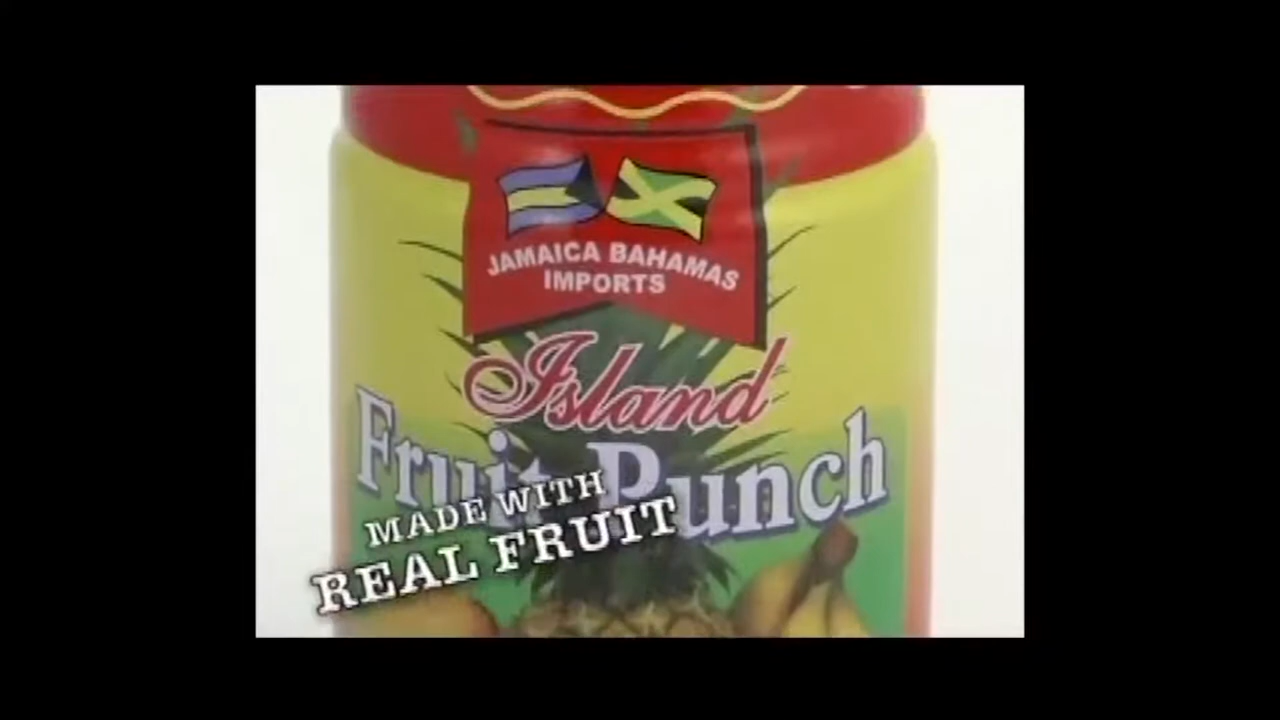 JAMAICA BAHAMAS
IMPORTS
Island
Fruit Punch
MADE WITH
REAL FRUIT